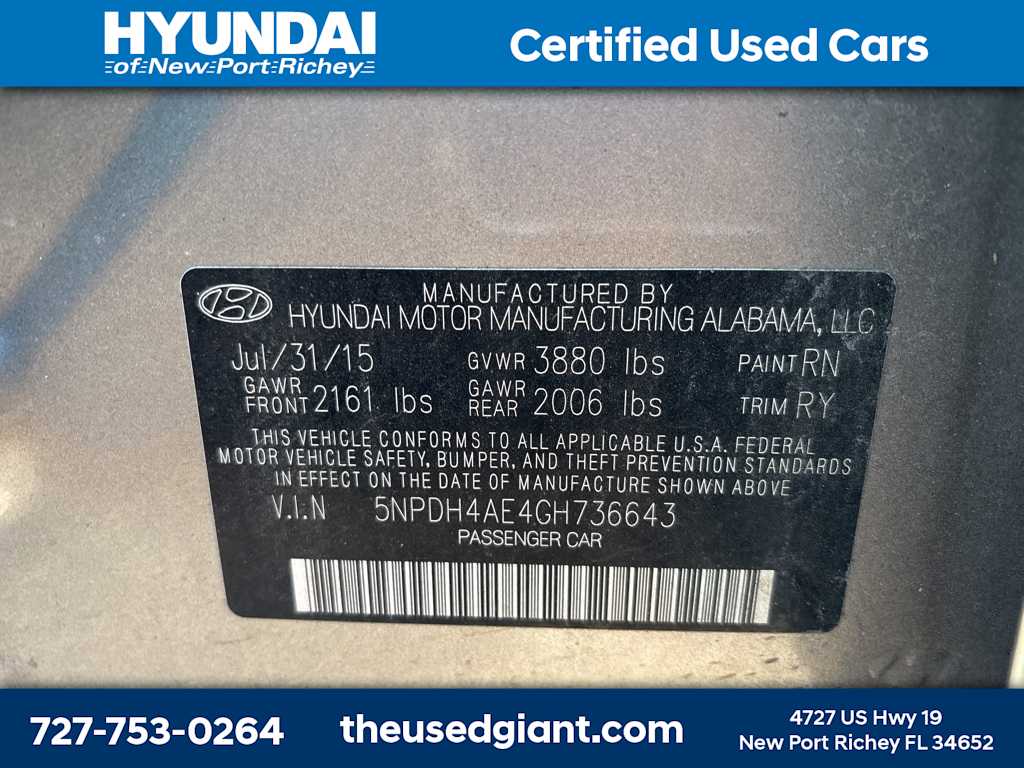 HYUNDAI
of New Port Richey
Certified Used Cars
MANUFACTURED BY
HYUNDAI MOTOR MANUFACTURING ALABAMA, LLC
Jul/31/15 GVWR 3880 lbs PAINT RN
GAWR FRONT 2161 lbs GAWR REAR 2006 lbs TRIM RY
THIS VEHICLE CONFORMS TO ALL APPLICABLE U.S.A. FEDERAL
MOTOR VEHICLE SAFETY, BUMPER, AND THEFT PREVENTION STANDARDS
IN EFFECT ON THE DATE OF MANUFACTURE SHOWN ABOVE
V.I.N 5NPDH4AE4GH736643
PASSENGER CAR
727-753-0264
theusedgiant.com
4727 US Hwy 19
New Port Richey FL 34652